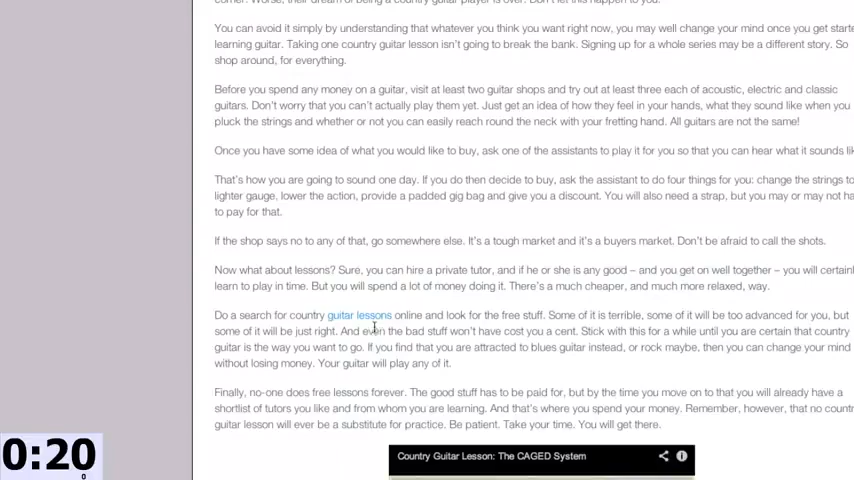 You can avoid it simply by understanding that whatever you think you want right now, you may well change your mind once you get
learning guitar. Taking one country guitar lesson isn't going to break the bank. Signing up for a whole series may be a different story. So
shop around, for everything.
Before you spend any money on a guitar, visit at least two guitar shops and try out at least three each of acoustic, electric and classic
guitars. Don't worry that you can't actually play them yet. Just get an idea of how they feel in your hands, what they sound like when you
pluck the strings and whether or not you can easily reach round the neck with your fretting hand. All guitars are not the same!
Once you have some idea of what you would like to buy, ask one of the assistants to play it for you so that you can hear what it sounds
That's how you are going to sound one day. If you do then decide to buy, ask the assistant to do four things for you: change the strings to
lighter gauge, lower the action, provide a padded gig bag and give you a discount. You will also need a strap, but you may or may not
to pay for that.
If the shop says no to any of that, go somewhere else. It's a tough market and it's a buyers market. Don't be afraid to call the shots.
Now what about lessons? Sure, you can hire a private tutor, and if he or she is any good – and you get on well together – you will
learn to play in time. But you will spend a lot of money doing it. There's a much cheaper, and much more relaxed, way.
Do a search for country guitar lessons online and look for the free stuff. Some of it is terrible, some of it will be too advanced for you, but
some of it will be just right. And even the bad stuff won't have cost you a cent. Stick with this for a while until you are certain that country
guitar is the way you want to go. If you find that you are attracted to blues guitar instead, or rock maybe, then you can change your mind
without losing money. Your guitar will play any of it.
Finally, no-one does free lessons forever. The good stuff has to be paid for, but by the time you move on to that you will already have a
shortlist of tutors you like and from whom you are learning. And that's where you spend your money. Remember, however, that no
guitar lesson will ever be a substitute for practice. Be patient. Take your time. You will get there.
0:20
0
Country Guitar Lesson: The CAGED System